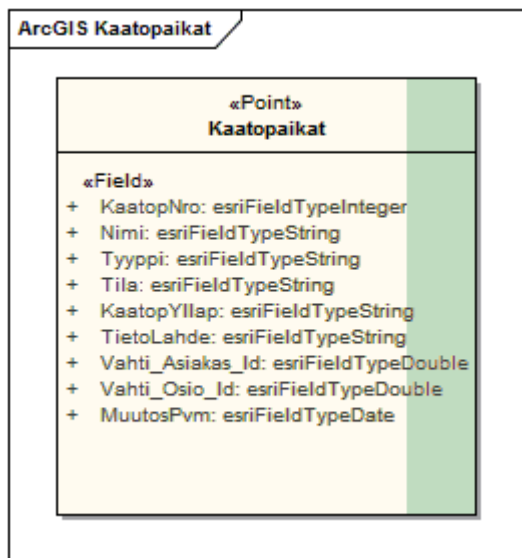 ArcGIS Kaatopaikat
«Point»
Kaatopaikat
«Field»
+ KaatopNro: esriFieldTypeInteger
+ Nimi: esriFieldTypeString
+ Tyyppi: esriFieldTypeString
+ Tila: esriFieldTypeString
+ KaatopYllap: esriFieldTypeString
+ TietoLahde: esriFieldTypeString
+ Vahti_Asiakas_Id: esriFieldTypeDouble
+ Vahti_Osio_Id: esriFieldTypeDouble
+ MuutosPvm: esriFieldTypeDate